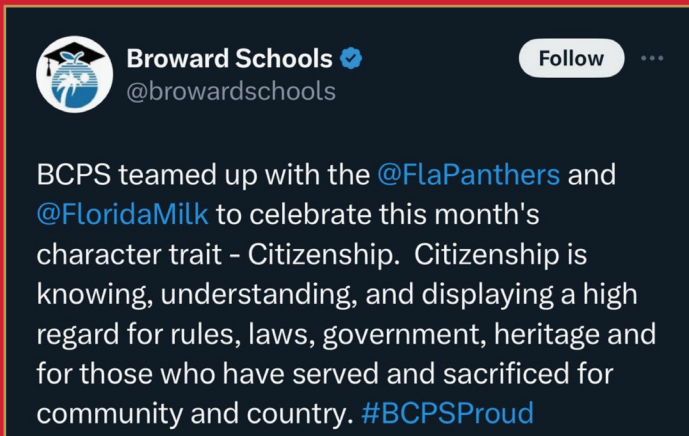 Broward Schools
Follow
@browardschools
BCPS teamed up with the @FlaPanthers and
@FloridaMilk to celebrate this month's
character trait - Citizenship.  Citizenship is
knowing, understanding, and displaying a high
regard for rules, laws, government, heritage and
for those who have served and sacrificed for
community and country. #BCPSProud